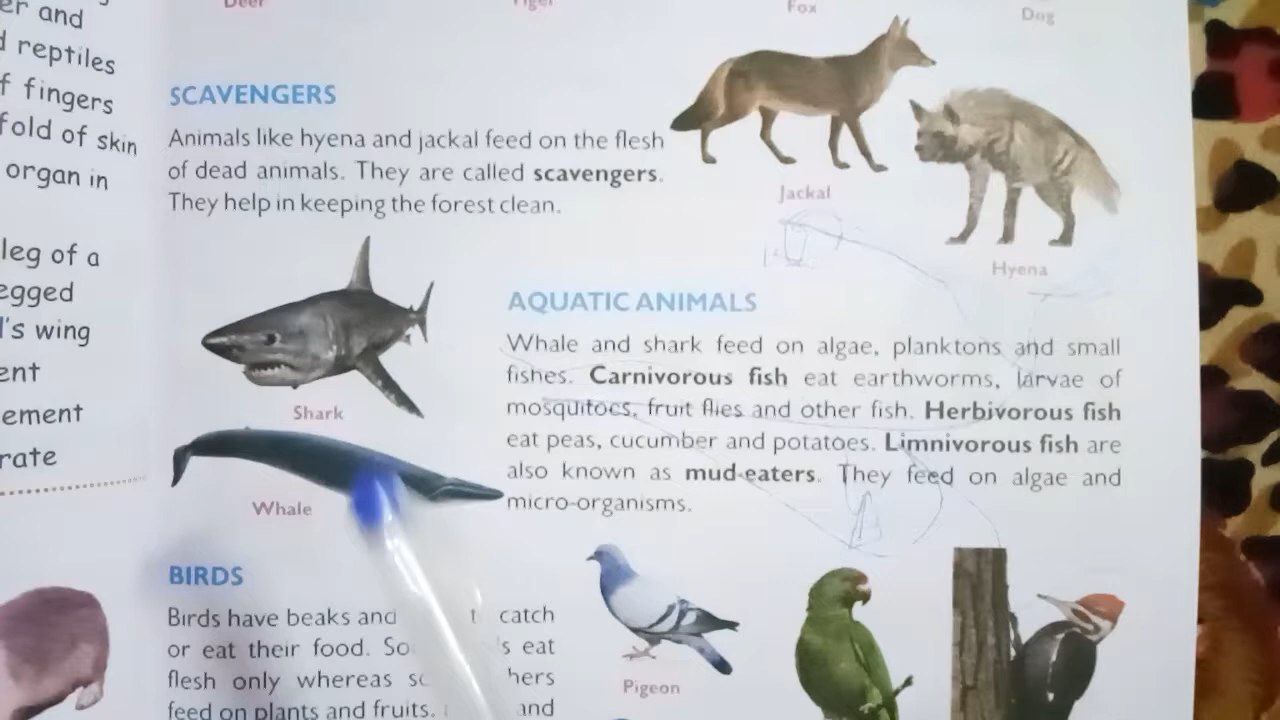 er and
d reptiles
f fingers
fold of skin
organ in
leg of a
egged
l's wing
ent
ement
rate
Deer
Tiger
Fox
Dog
SCAVENGERS
Animals like hyena and jackal feed on the flesh
of dead animals. They are called scavengers.
They help in keeping the forest clean.
Jackal
Hyena
Shark
Whale
AQUATIC ANIMALS
Whale and shark feed on algae, planktons and small
fishes. Carnivorous fish eat earthworms, larvae of
mosquitoes, fruit flies and other fish. Herbivorous fish
eat peas, cucumber and potatoes. Limnivorous fish are
also known as mud-eaters. They feed on algae and
micro-organisms.
BIRDS
Birds have beaks and catch
or eat their food. eat
flesh only whereas
feed on plants and fruits. and
Pigeon